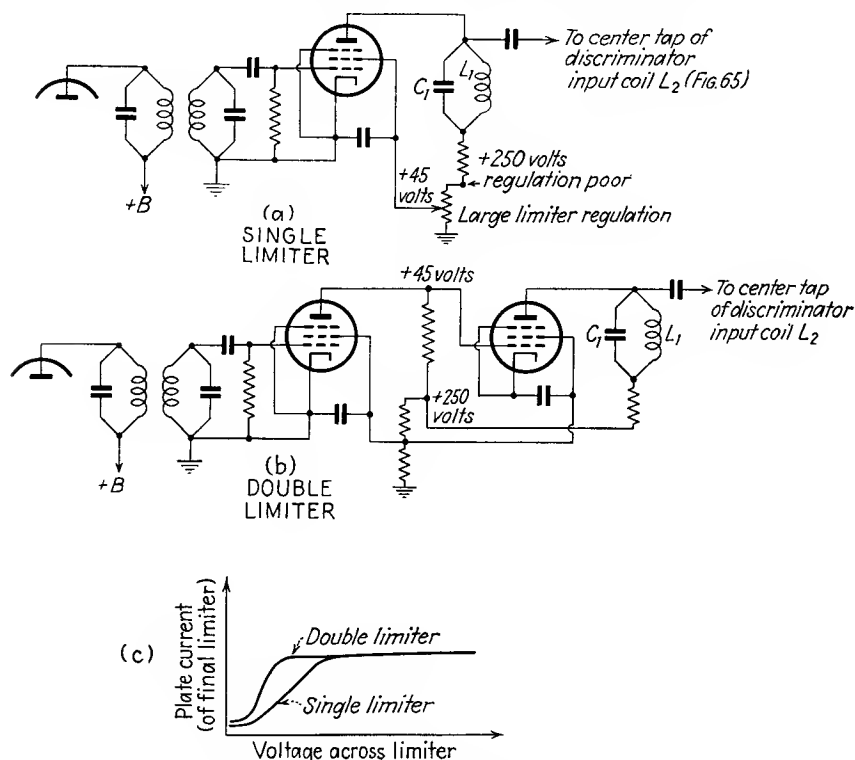 To center tap of
discriminator
input coil L2 (FIG.65)
C1
L1
+250 volts
regulation poor
+45
volts
Large limiter regulation
+B
(a)
SINGLE
LIMITER
+45 volts
To center tap
of discriminator
input coil L2
C1
L1
+250
volts
+B
(b)
DOUBLE
LIMITER
(c)
Plate current
(of final limiter)
Double limiter
Single limiter
Voltage across limiter